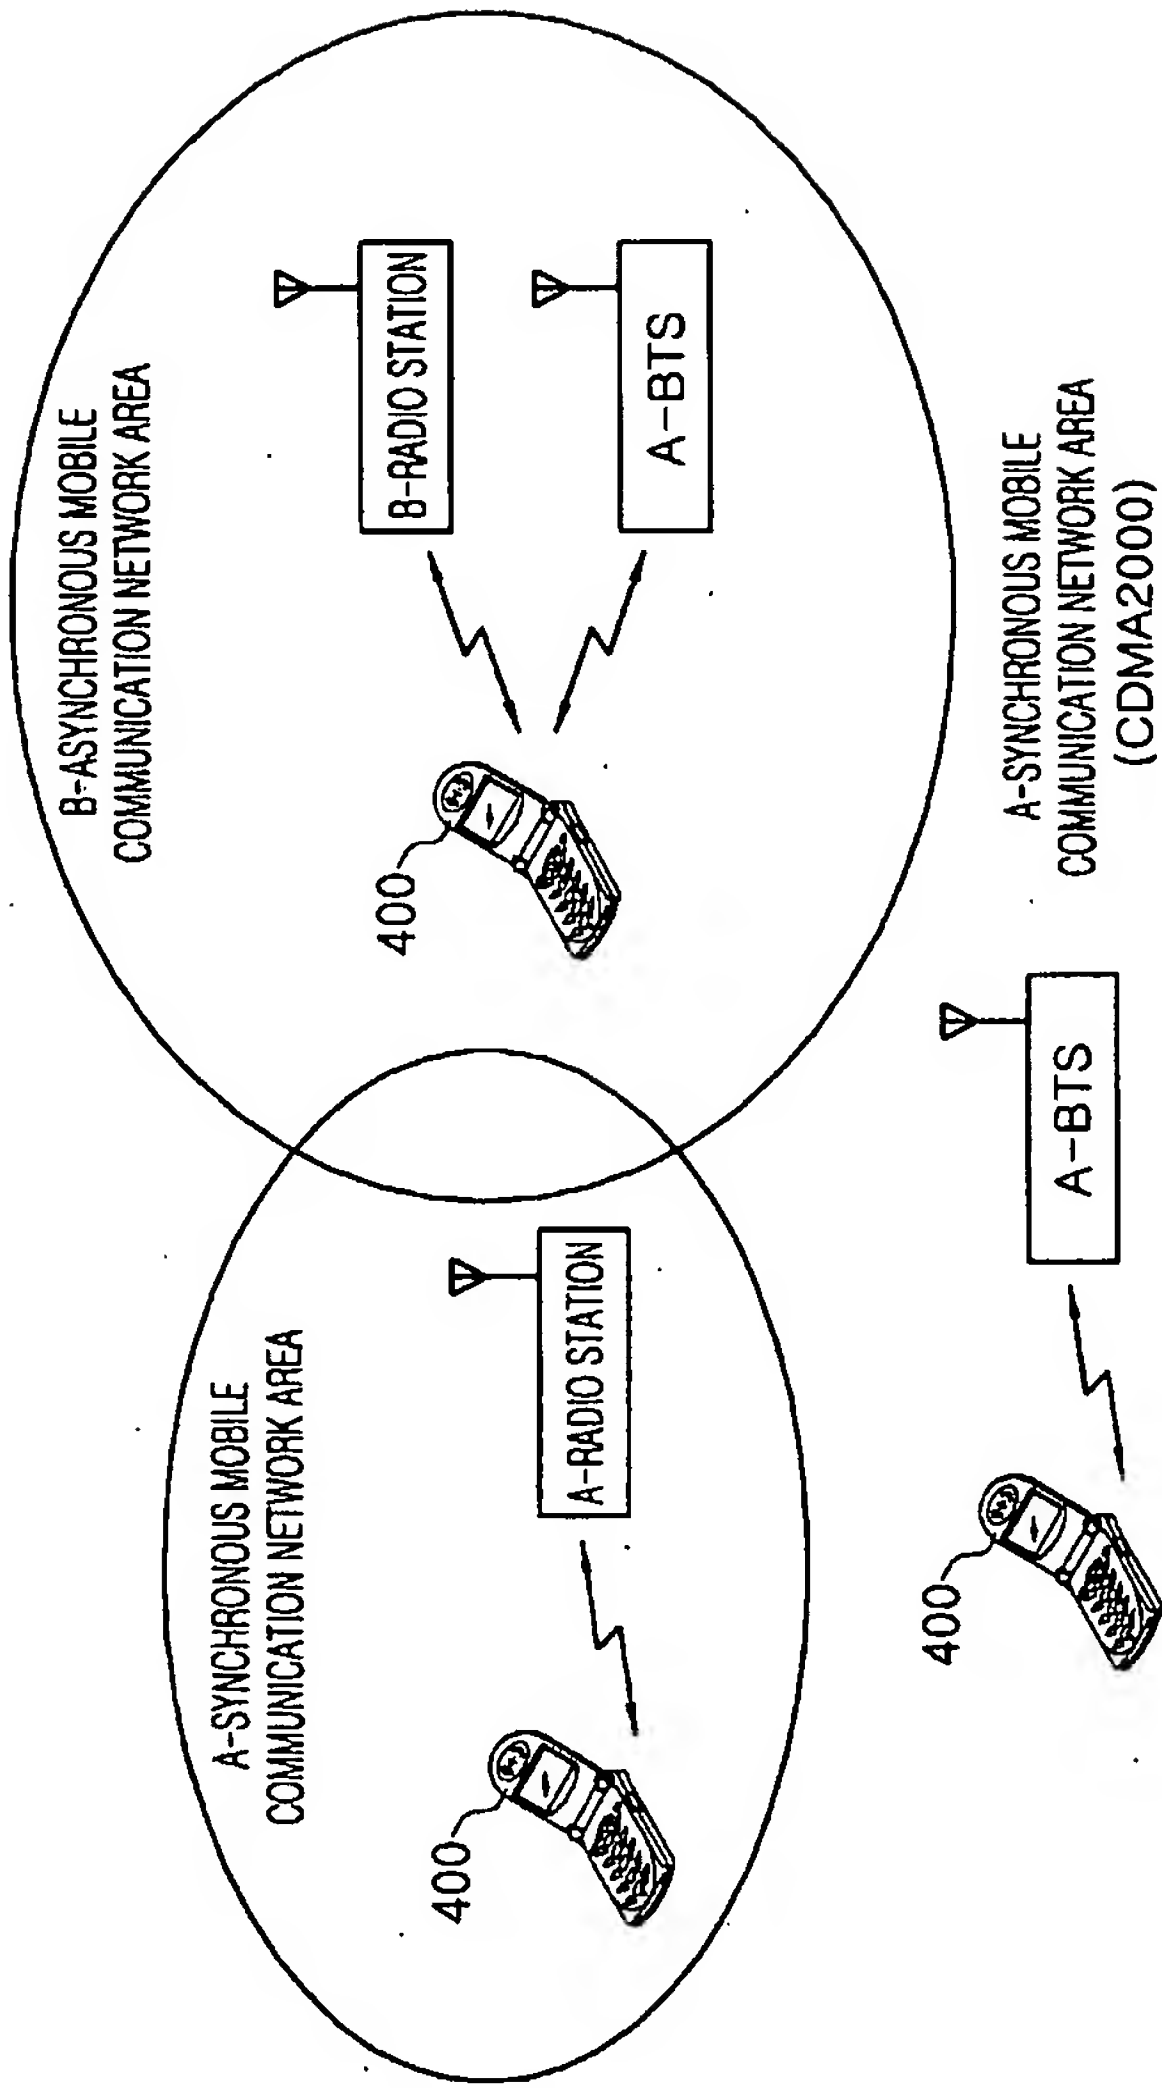 B-ASYNCHRONOUS MOBILE
COMMUNICATION NETWORK AREA
A-SYNCHRONOUS MOBILE
COMMUNICATION NETWORK AREA
B-RADIO STATION
400
400
A-RADIO STATION
A-BTS
A-SYNCHRONOUS MOBILE
COMMUNICATION NETWORK AREA
(CDMA2000)
400
A-BTS